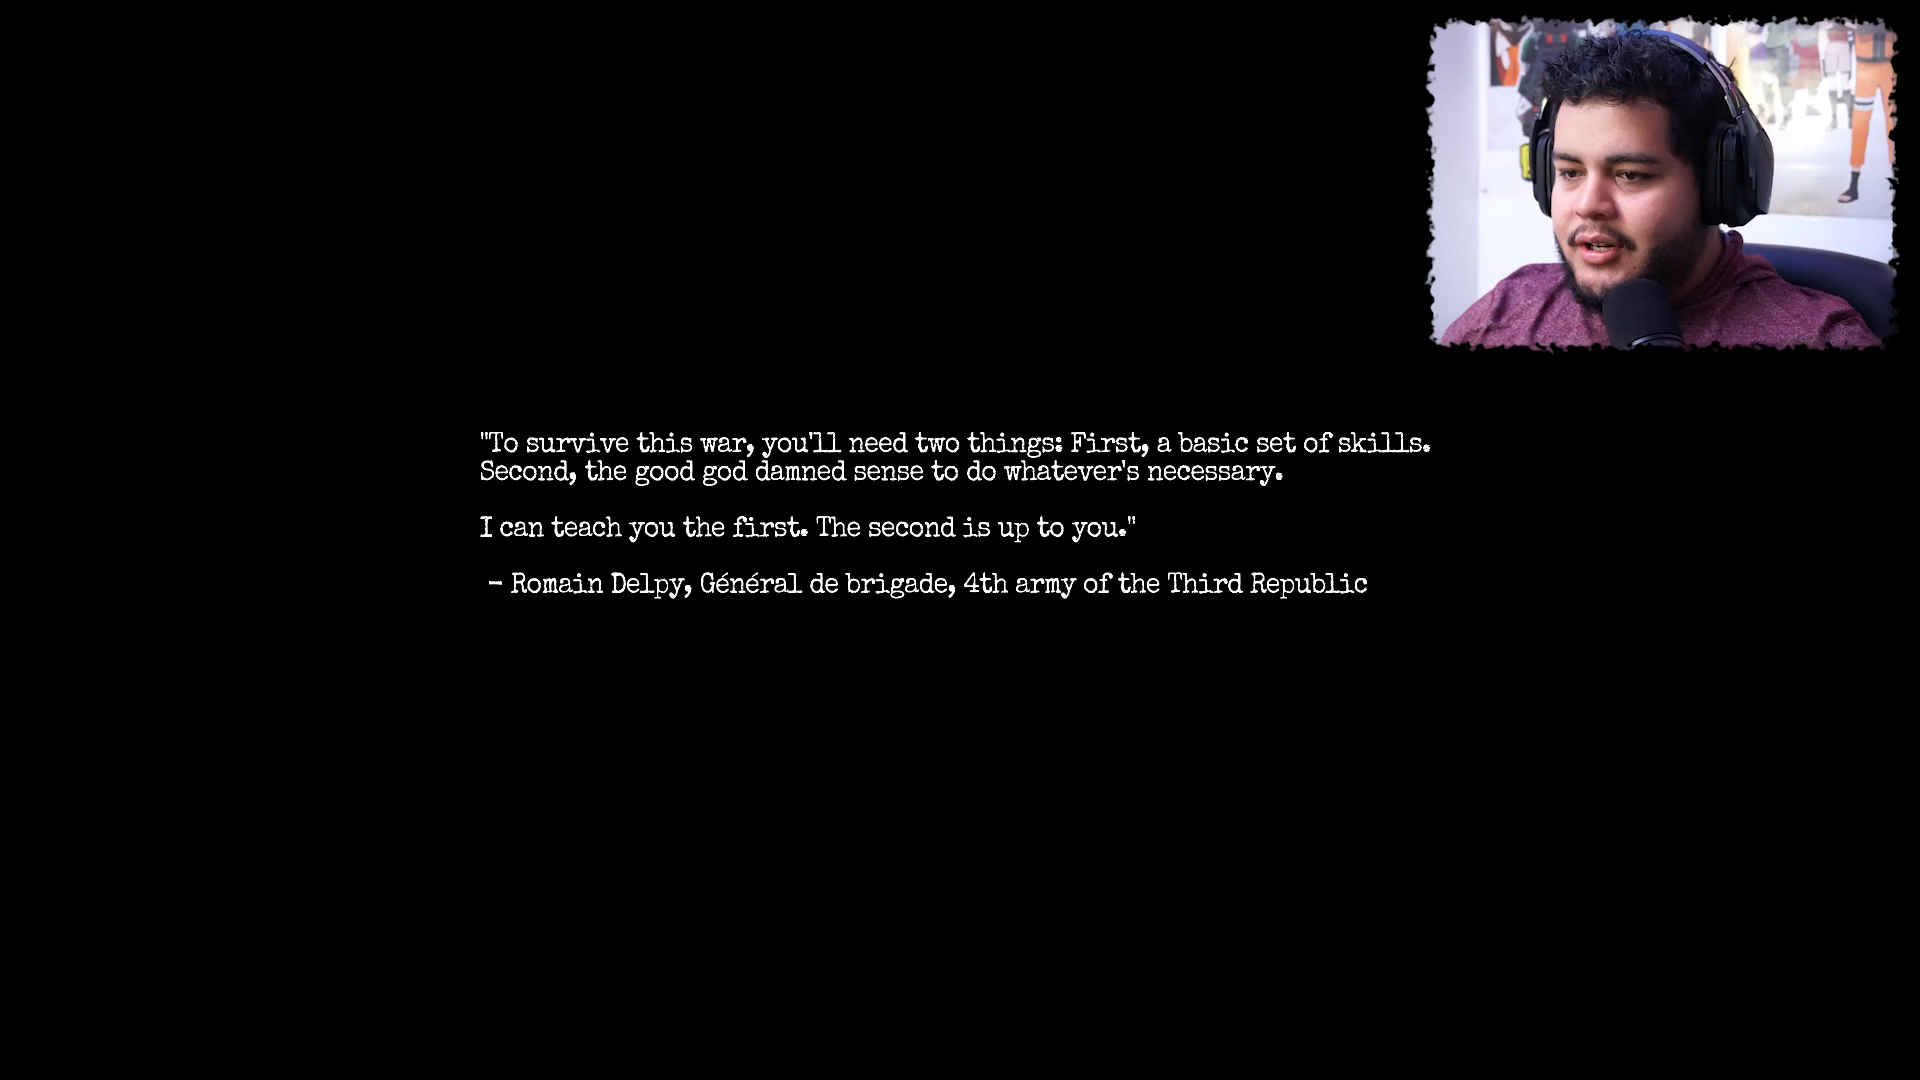 "To survive this war, you'll need two things: First, a basic set of skills.
Second, the good god damned sense to do whatever's necessary.
I can teach you the first. The second is up to you."
- Romain Delpy, Général de brigade, 4th army of the Third Republic